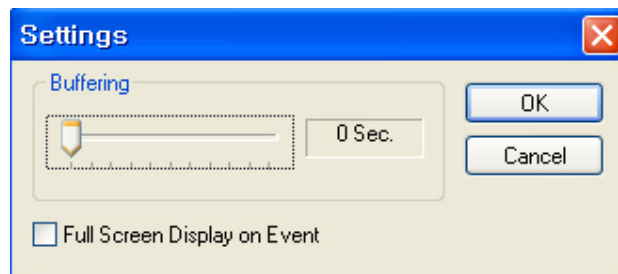 Settings
Buffering
0 Sec.
OK
Cancel
Full Screen Display on Event